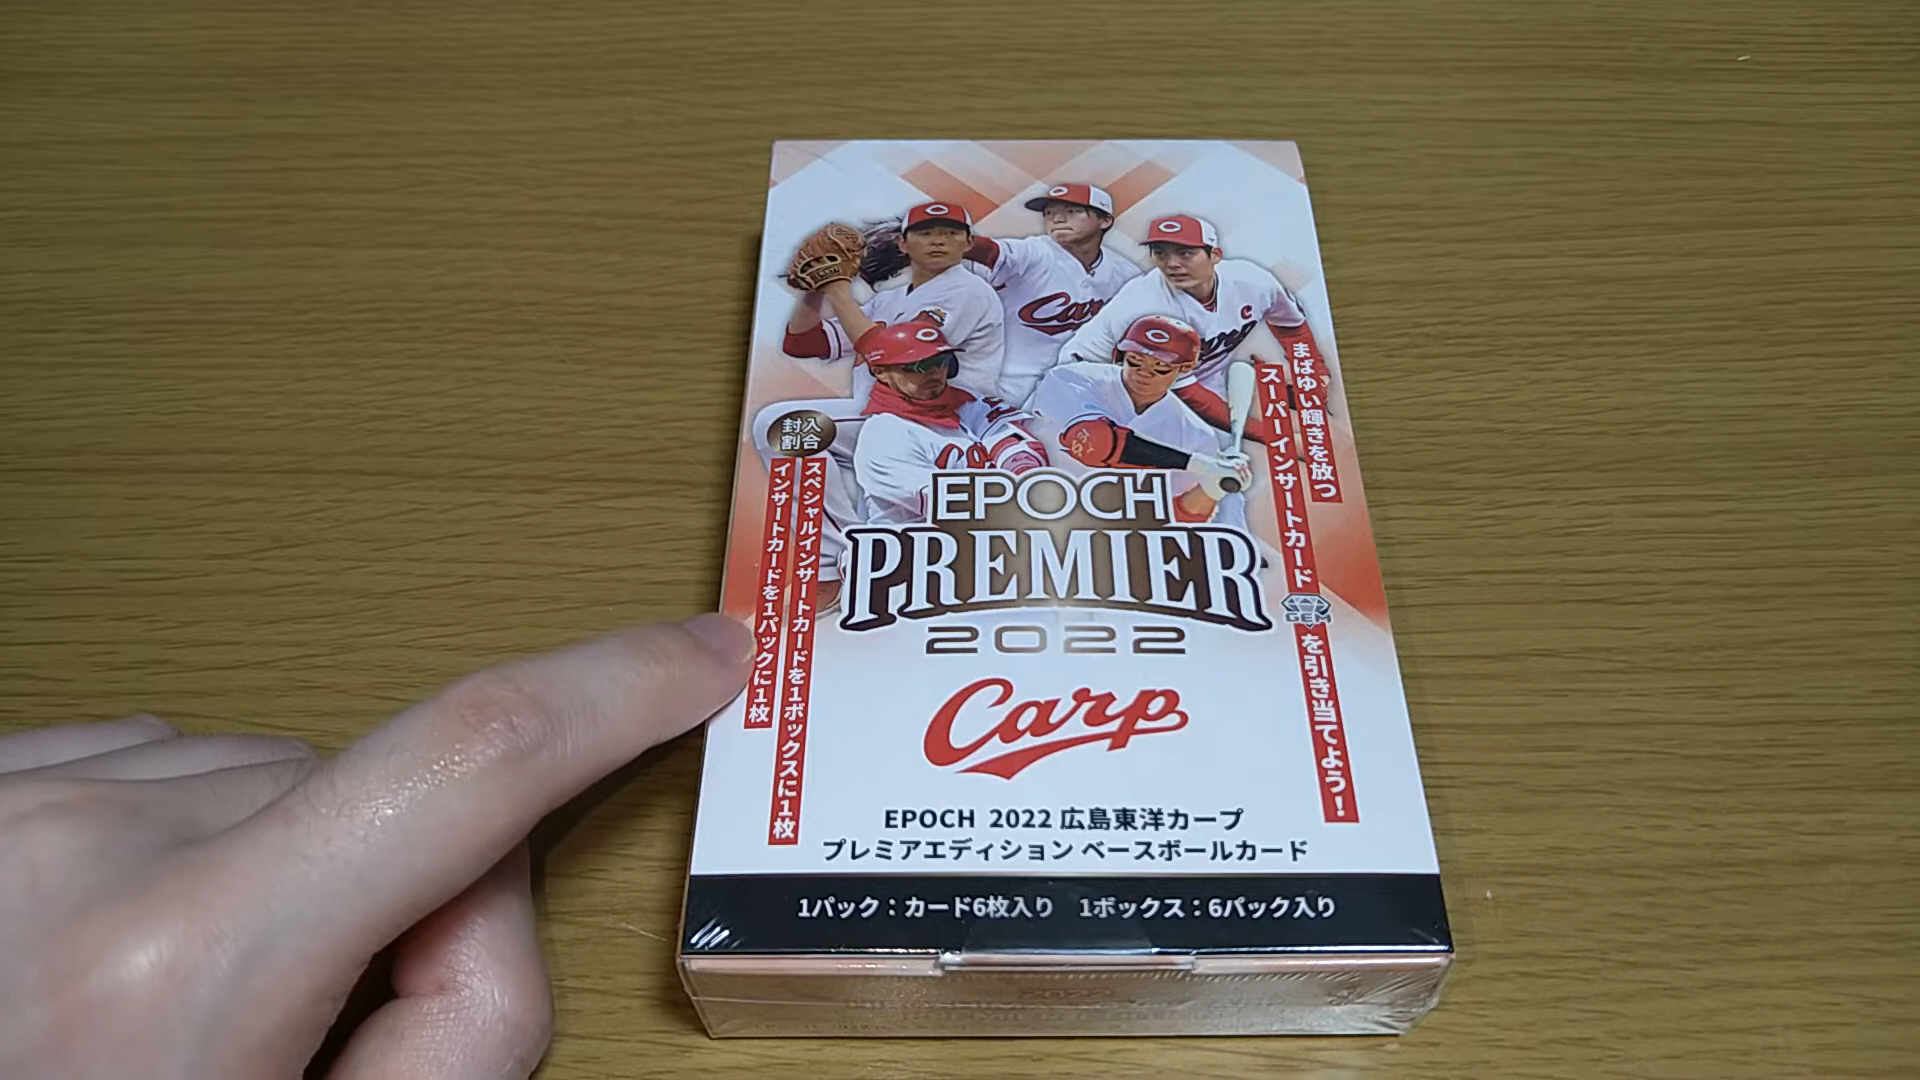 まばゆい輝きを放つ
スーパーインサートカード
GEM
を引き当てよう!
封入
割合
スペシャルインサートカードを1ボックスに1枚
インサートカードを1パックに1枚
EPOCH
PREMIER
2022
Carp
EPOCH 2022 広島東洋カープ
プレミアエディション ベースボールカード
1パック:カード6枚入り 1ボックス:6パック入り